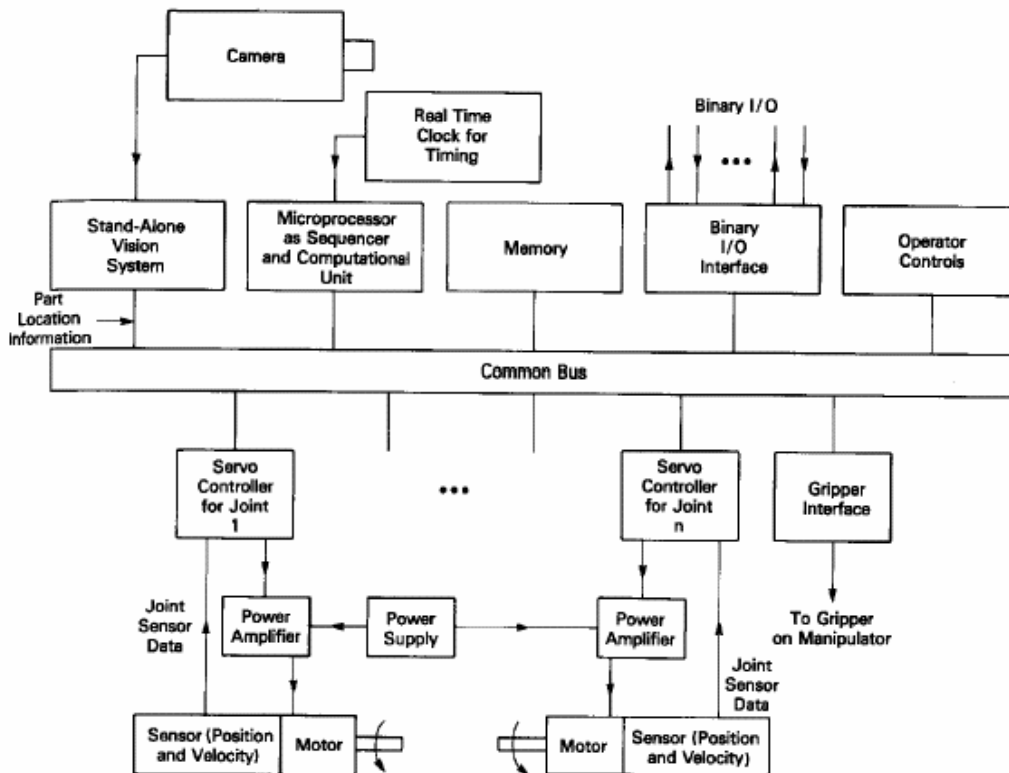 Camera
Real Time
Clock for
Timing
Binary I/O
•••
Stand-Alone
Vision
System
Microprocessor
as Sequencer
and Computational
Unit
Memory
Binary
I/O
Interface
Operator
Controls
Part
Location
Information
Common Bus
Servo
Controller
for Joint
1
•••
Servo
Controller
for Joint
n
Gripper
Interface
Joint
Sensor
Data
Power
Amplifier
Power
Supply
Power
Amplifier
To Gripper
on Manipulator
Joint
Sensor
Data
Sensor (Position
and Velocity)
Motor
Motor
Sensor (Position
and Velocity)